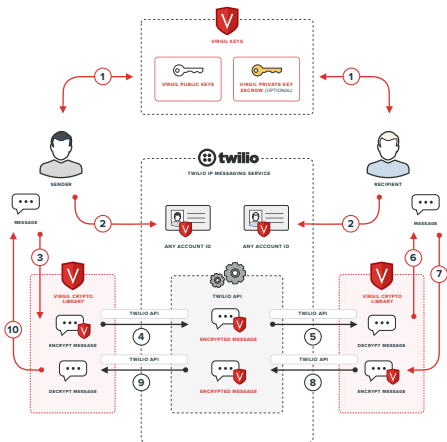 VIRGIL KEYS
VIRGIL PUBLIC KEYS
VIRGIL PRIVATE KEY
ESCROW (OPTIONAL)
1
1
SENDER
twilio
TWILIO IP MESSAGING SERVICE
RECIPIENT
MESSAGE
2
2
MESSAGE
ANY ACCOUNT ID
ANY ACCOUNT ID
3
6
7
VIRGIL CRYPTO
LIBRARY
TWILIO API
VIRGIL CRYPTO
LIBRARY
10
TWILIO API
TWILIO API
4
5
ENCRYPT MESSAGE
ENCRYPTED MESSAGE
DECRYPT MESSAGE
TWILIO API
TWILIO API
9
8
DECRYPT MESSAGE
ENCRYPTED MESSAGE
ENCRYPT MESSAGE